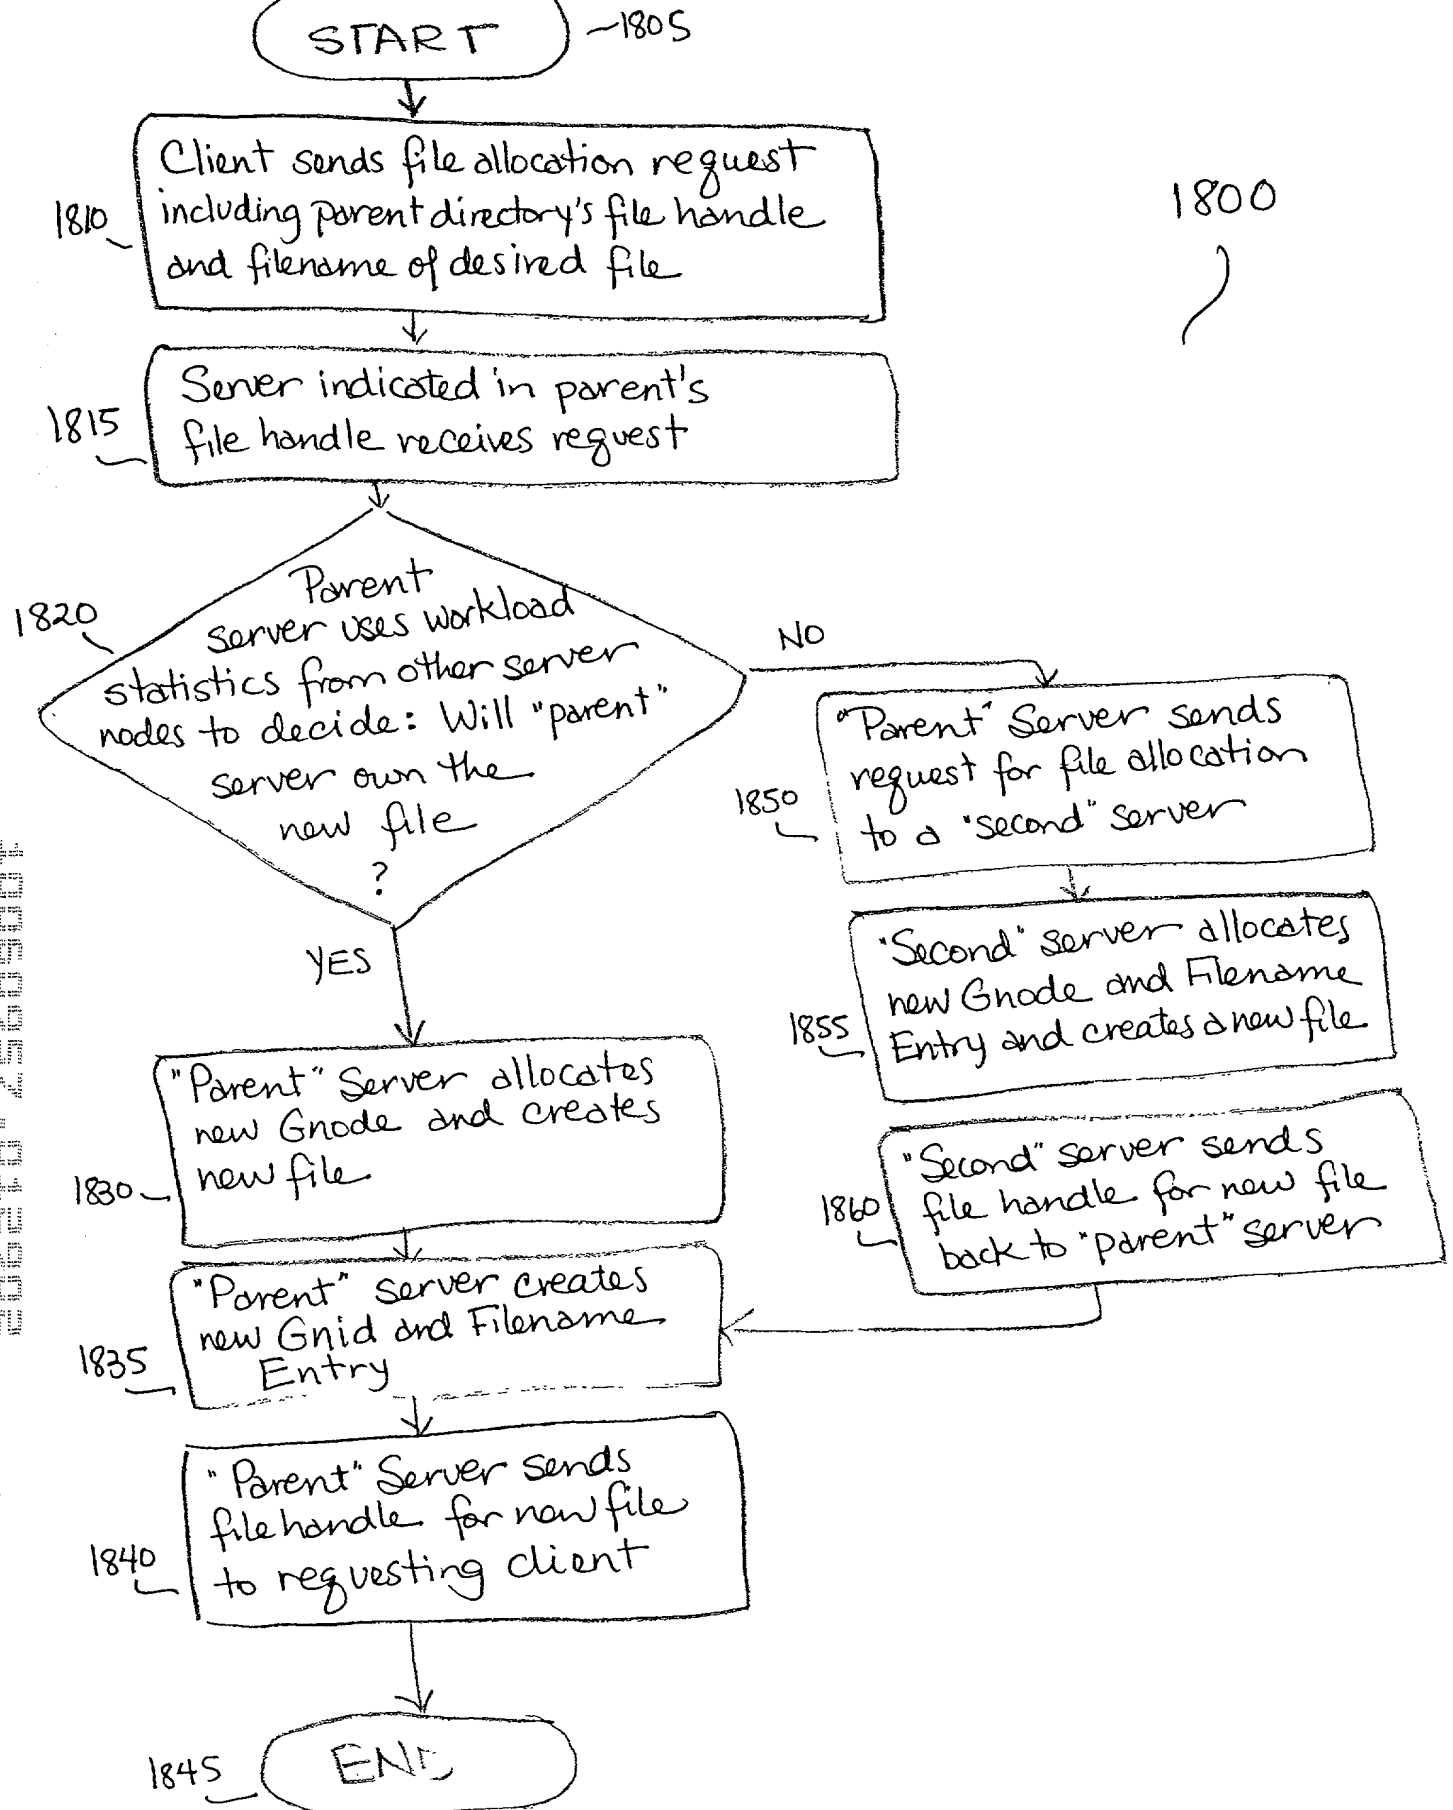 START
1805
1800
Client sends file allocation request
including parent directory's file handle
and filename of desired file
1810
Server indicated in parent's
file handle receives request
1815
Parent
server uses workload
statistics from other server
nodes to decide: Will "parent"
server own the
new file
?
1820
NO
YES
"Parent" Server sends
request for file allocation
to a "second" server
1850
"Second" server allocates
new Gnode and Filename
Entry and creates a new file
1855
"Second" server sends
file handle for new file
back to "parent" server
1860
"Parent" Server allocates
new Gnode and creates
new file
1830
"Parent" server creates
new Gnid and Filename
Entry
1835
"Parent" Server sends
file handle for new file
to requesting client
1840
END
1845